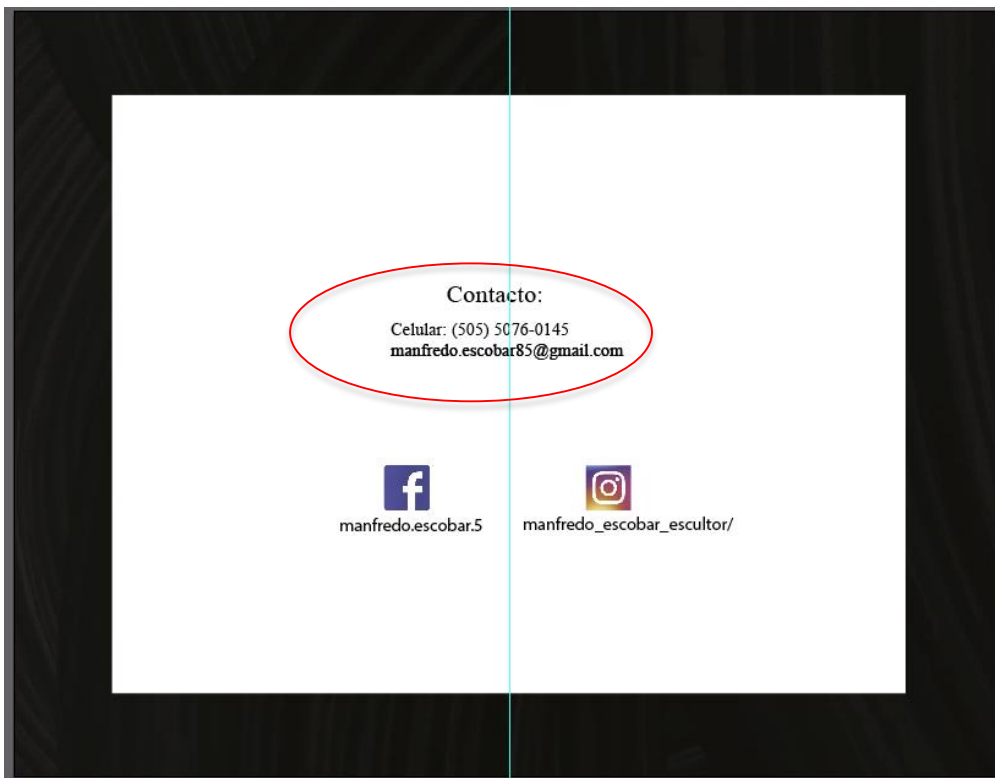 Contacto:
Celular: (505) 5076-0145
manfredo.escobar85@gmail.com
manfredo.escobar.5
manfredo_escobar_escultor/